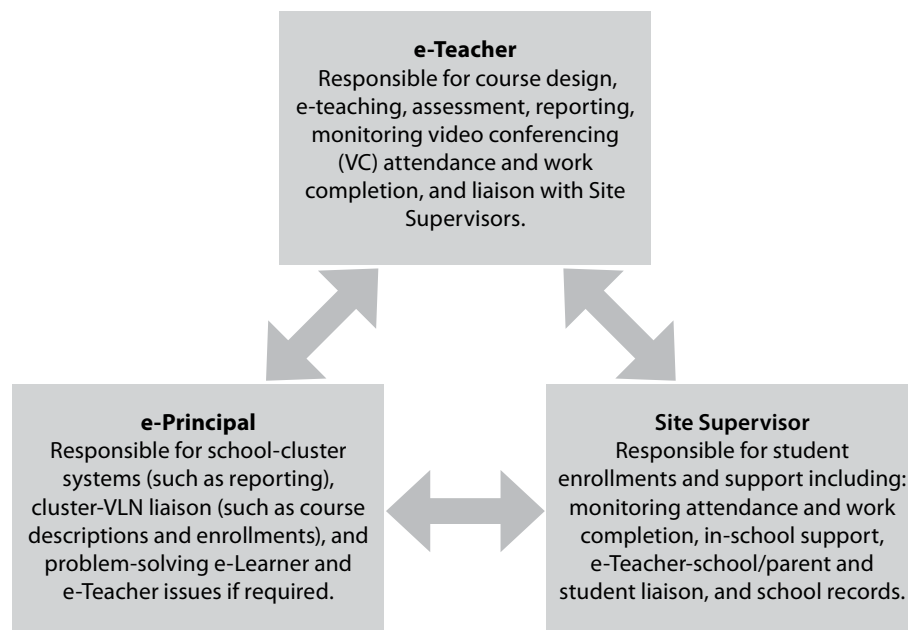 e-Teacher
Responsible for course design,
e-teaching, assessment, reporting,
monitoring video conferencing
(VC) attendance and work
completion, and liaison with Site
Supervisors.
e-Principal
Responsible for school-cluster
systems (such as reporting),
cluster-VLN liaison (such as course
descriptions and enrollments), and
problem-solving e-Learner and
e-Teacher issues if required.
Site Supervisor
Responsible for student
enrollments and support including:
monitoring attendance and work
completion, in-school support,
e-Teacher-school/parent and
student liaison, and school records.